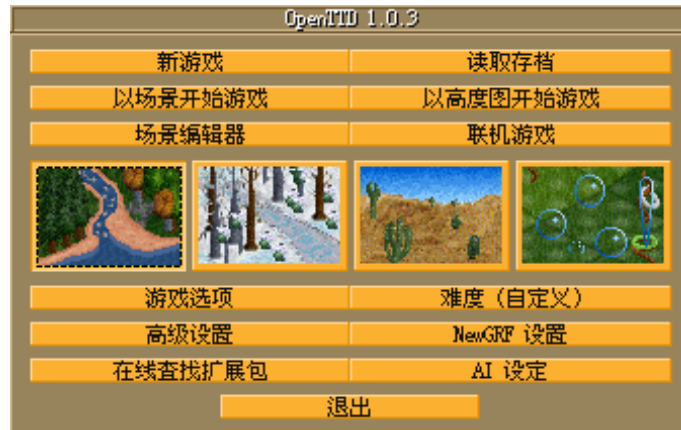 OpenTTD 1.0.3
新游戏 读取存档
以场景开始游戏 以高度图开始游戏
场景编辑器 联机游戏
游戏选项 难度（自定义）
高级设置 NewGRF 设置
在线查找扩展包 AI 设定
退出